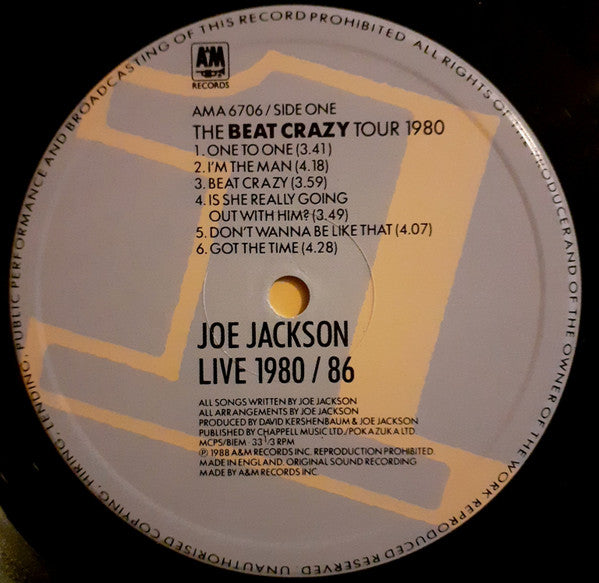 A&M
RECORDS
AMA 6706 / SIDE ONE
THE BEAT CRAZY TOUR 1980
1. ONE TO ONE (3.41)
2. I'M THE MAN (4.18)
3. BEAT CRAZY (3.59)
4. IS SHE REALLY GOING
OUT WITH HIM? (3.49)
5. DON'T WANNA BE LIKE THAT (4.07)
6. GOT THE TIME (4.28)
JOE JACKSON
LIVE 1980 / 86
ALL SONGS WRITTEN BY JOE JACKSON
ALL ARRANGEMENTS BY JOE JACKSON
PRODUCED BY DAVID KERSHENBAUM & JOE JACKSON
PUBLISHED BY CHAPPELL MUSIC LTD./POKAZUKA LTD.
MCPS/BIEM · 33 1/3 RPM
℗ 1988 A&M RECORDS INC. REPRODUCTION PROHIBITED.
MADE IN ENGLAND. ORIGINAL SOUND RECORDING
MADE BY A&M RECORDS INC.
ALL RIGHTS OF THE PRODUCER AND OF THE OWNER OF THE WORK REPRODUCED RESERVED. UNAUTHORISED COPYING, HIRING, LENDING, PUBLIC PERFORMANCE AND BROADCASTING OF THIS RECORD PROHIBITED